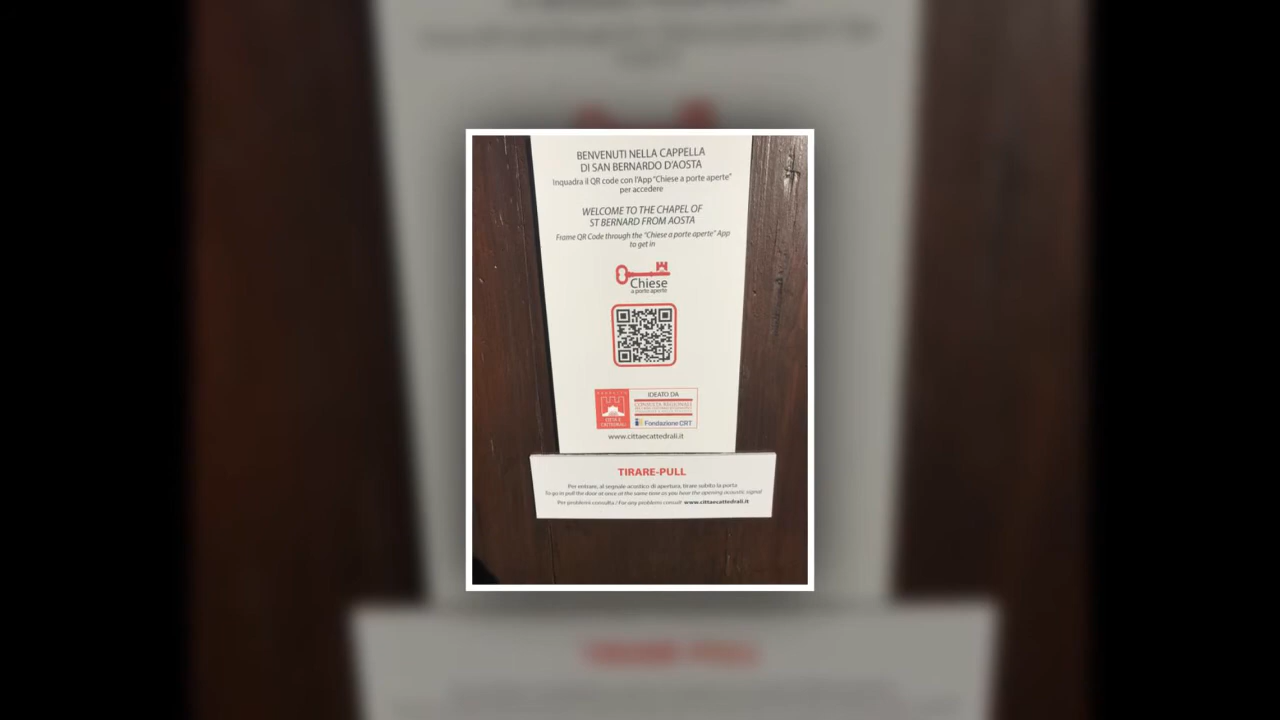 BENVENUTI NELLA CAPPELLA
DI SAN BERNARDO D'AOSTA
Inquadra il QR code con l'App "Chiese a porte aperte"
per accedere
WELCOME TO THE CHAPEL OF
ST BERNARD FROM AOSTA
Frame QR Code through the "Chiese a porte aperte" App
to get in
Chiese
a porte aperte
IDEATO DA
CONSULTA REGIONALE
CITTÀ E
CATTEDRALI
Fondazione CRT
www.cittaecattedrali.it
TIRARE-PULL
Per entrare, al segnale acustico di apertura, tirare subito la porta
To go in pull the door at once at the same time as you hear the opening acoustic signal
Per problemi consulta / For any problems consult www.cittaecattedrali.it